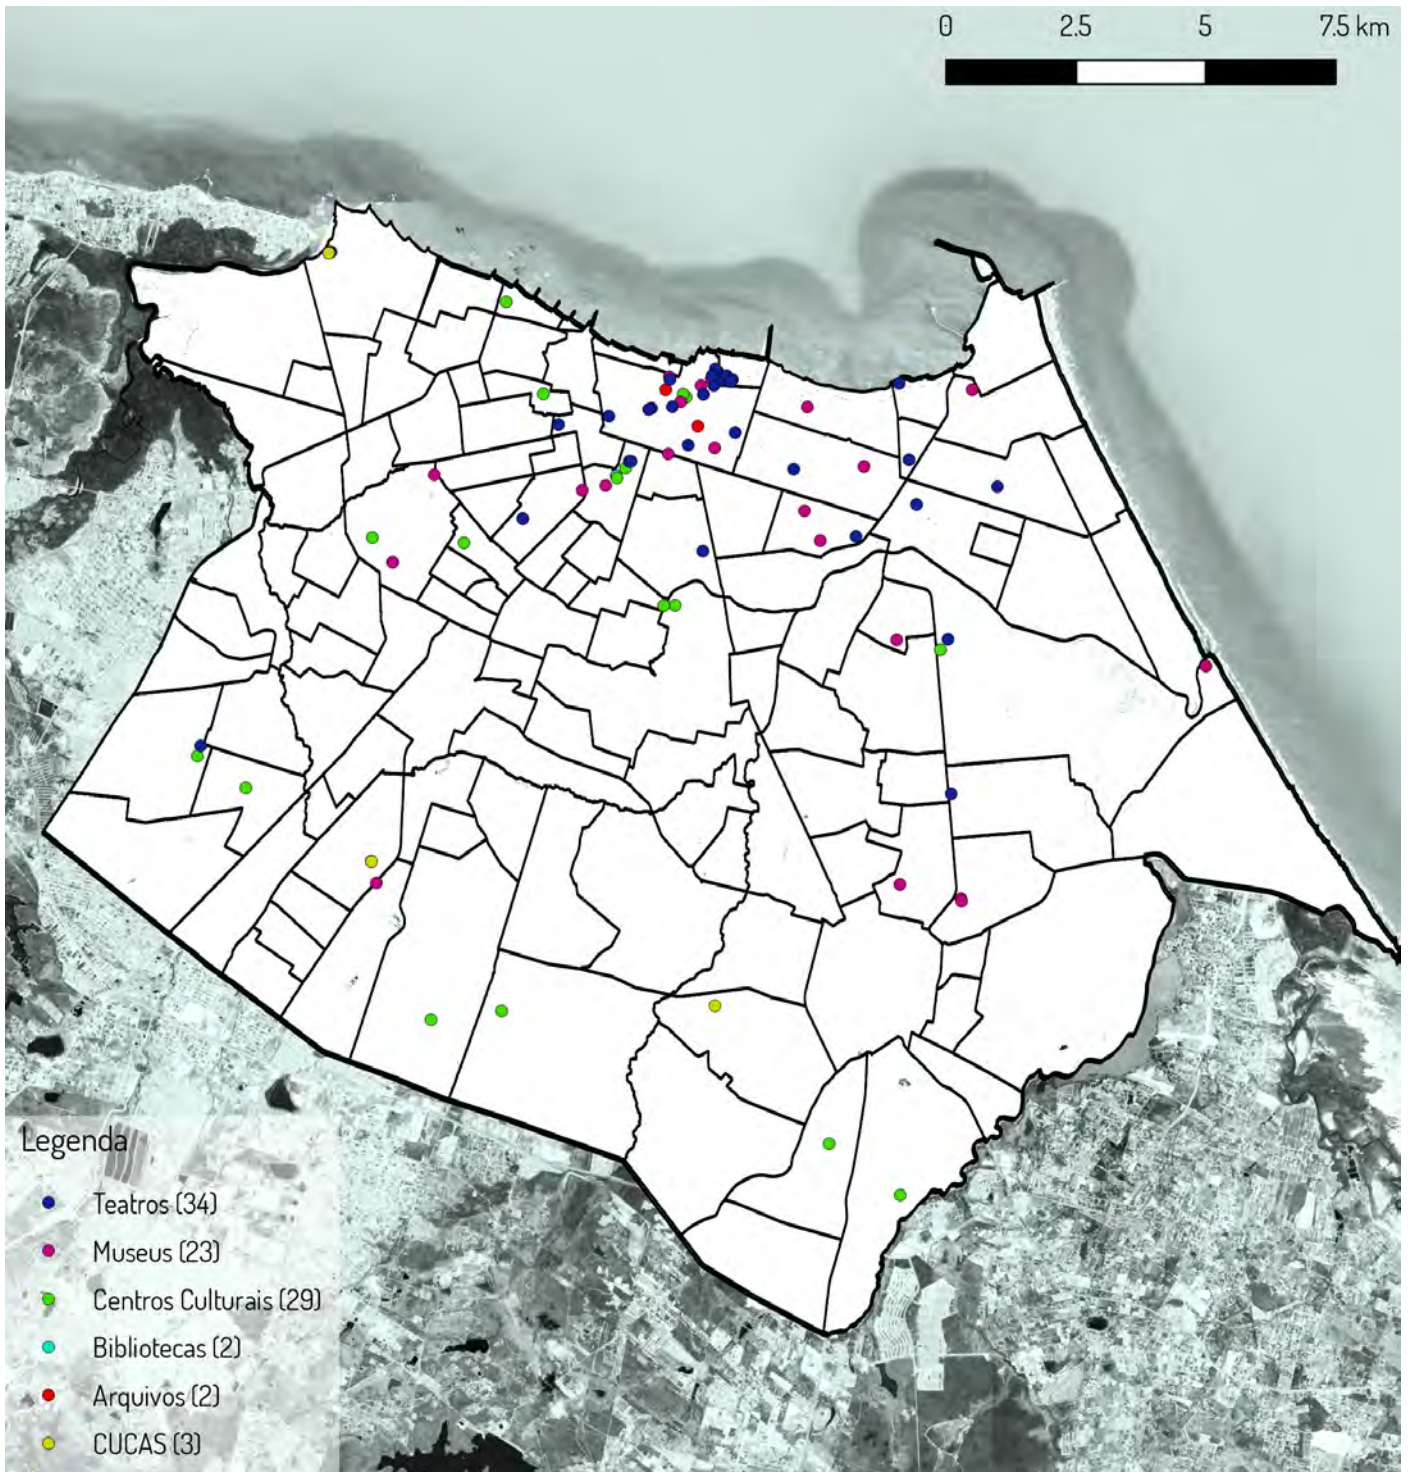 0 2.5 5 7.5 km
Legenda
Teatros (34)
Museus (23)
Centros Culturais (29)
Bibliotecas (2)
Arquivos (2)
CUCAS (3)